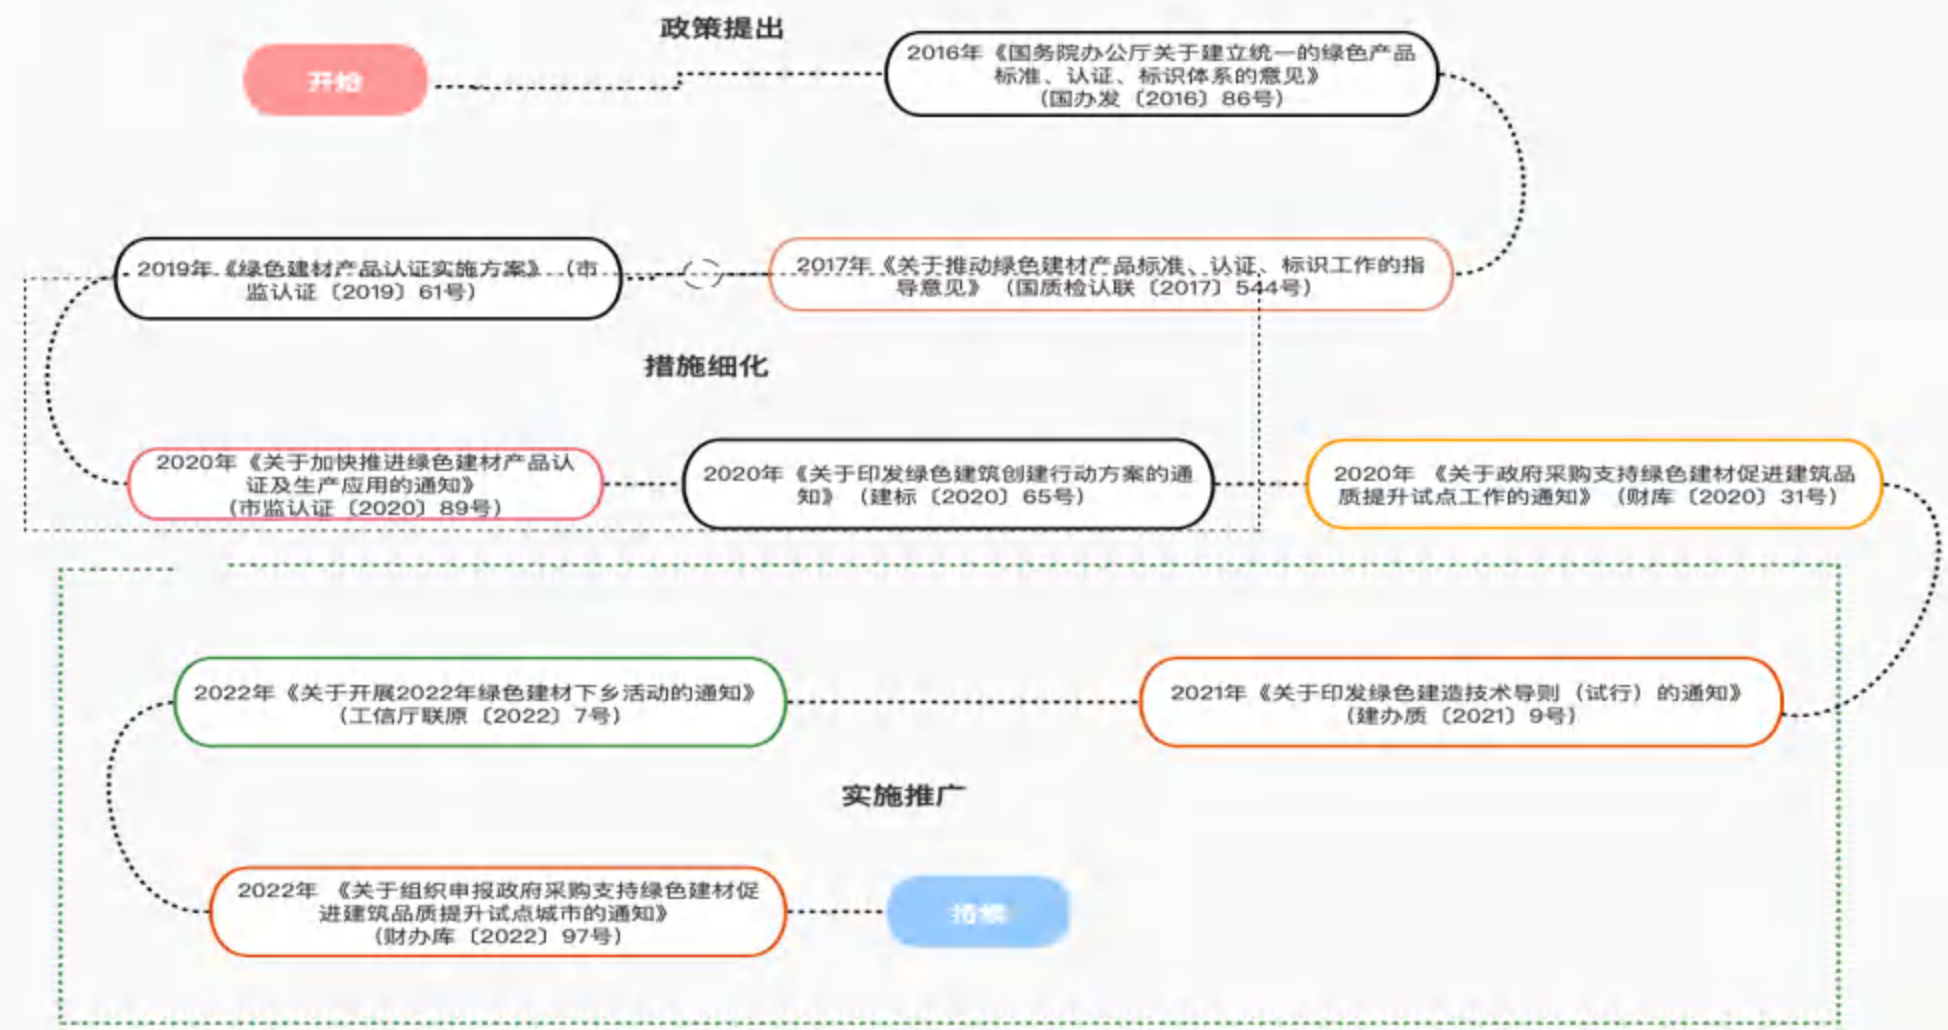 政策提出
开始
2016年《国务院办公厅关于建立统一的绿色产品
标准、认证、标识体系的意见》
（国办发〔2016〕86号）
2017年《关于推动绿色建材产品标准、认证、标识工作的指
导意见》（国质检认联〔2017〕544号）
2019年《绿色建材产品认证实施方案》（市
监认证〔2019〕61号）
措施细化
2020年《关于加快推进绿色建材产品认
证及生产应用的通知》
（市监认证〔2020〕89号）
2020年《关于印发绿色建筑创建行动方案的通
知》（建标〔2020〕65号）
2020年 《关于政府采购支持绿色建材促进建筑品
质提升试点工作的通知》（财库〔2020〕31号）
2021年《关于印发绿色建造技术导则（试行）的通知》
（建办质〔2021〕9号）
2022年《关于开展2022年绿色建材下乡活动的通知》
（工信厅联原〔2022〕7号）
实施推广
2022年 《关于组织申报政府采购支持绿色建材促
进建筑品质提升试点城市的通知》
（财办库〔2022〕97号）